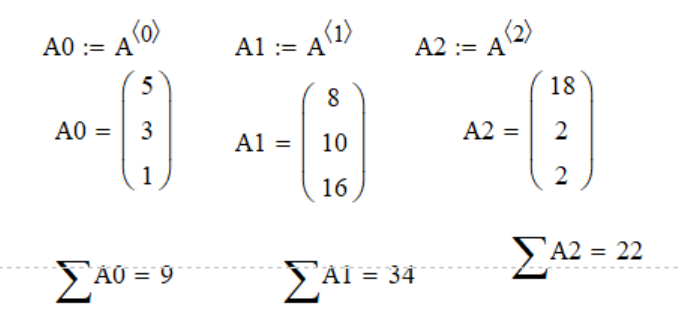 A0 := A⟨0⟩ A1 := A⟨1⟩ A2 := A⟨2⟩
A0 = (5 3 1) A1 = (8 10 16) A2 = (18 2 2)
∑A0 = 9 ∑A1 = 34 ∑A2 = 22